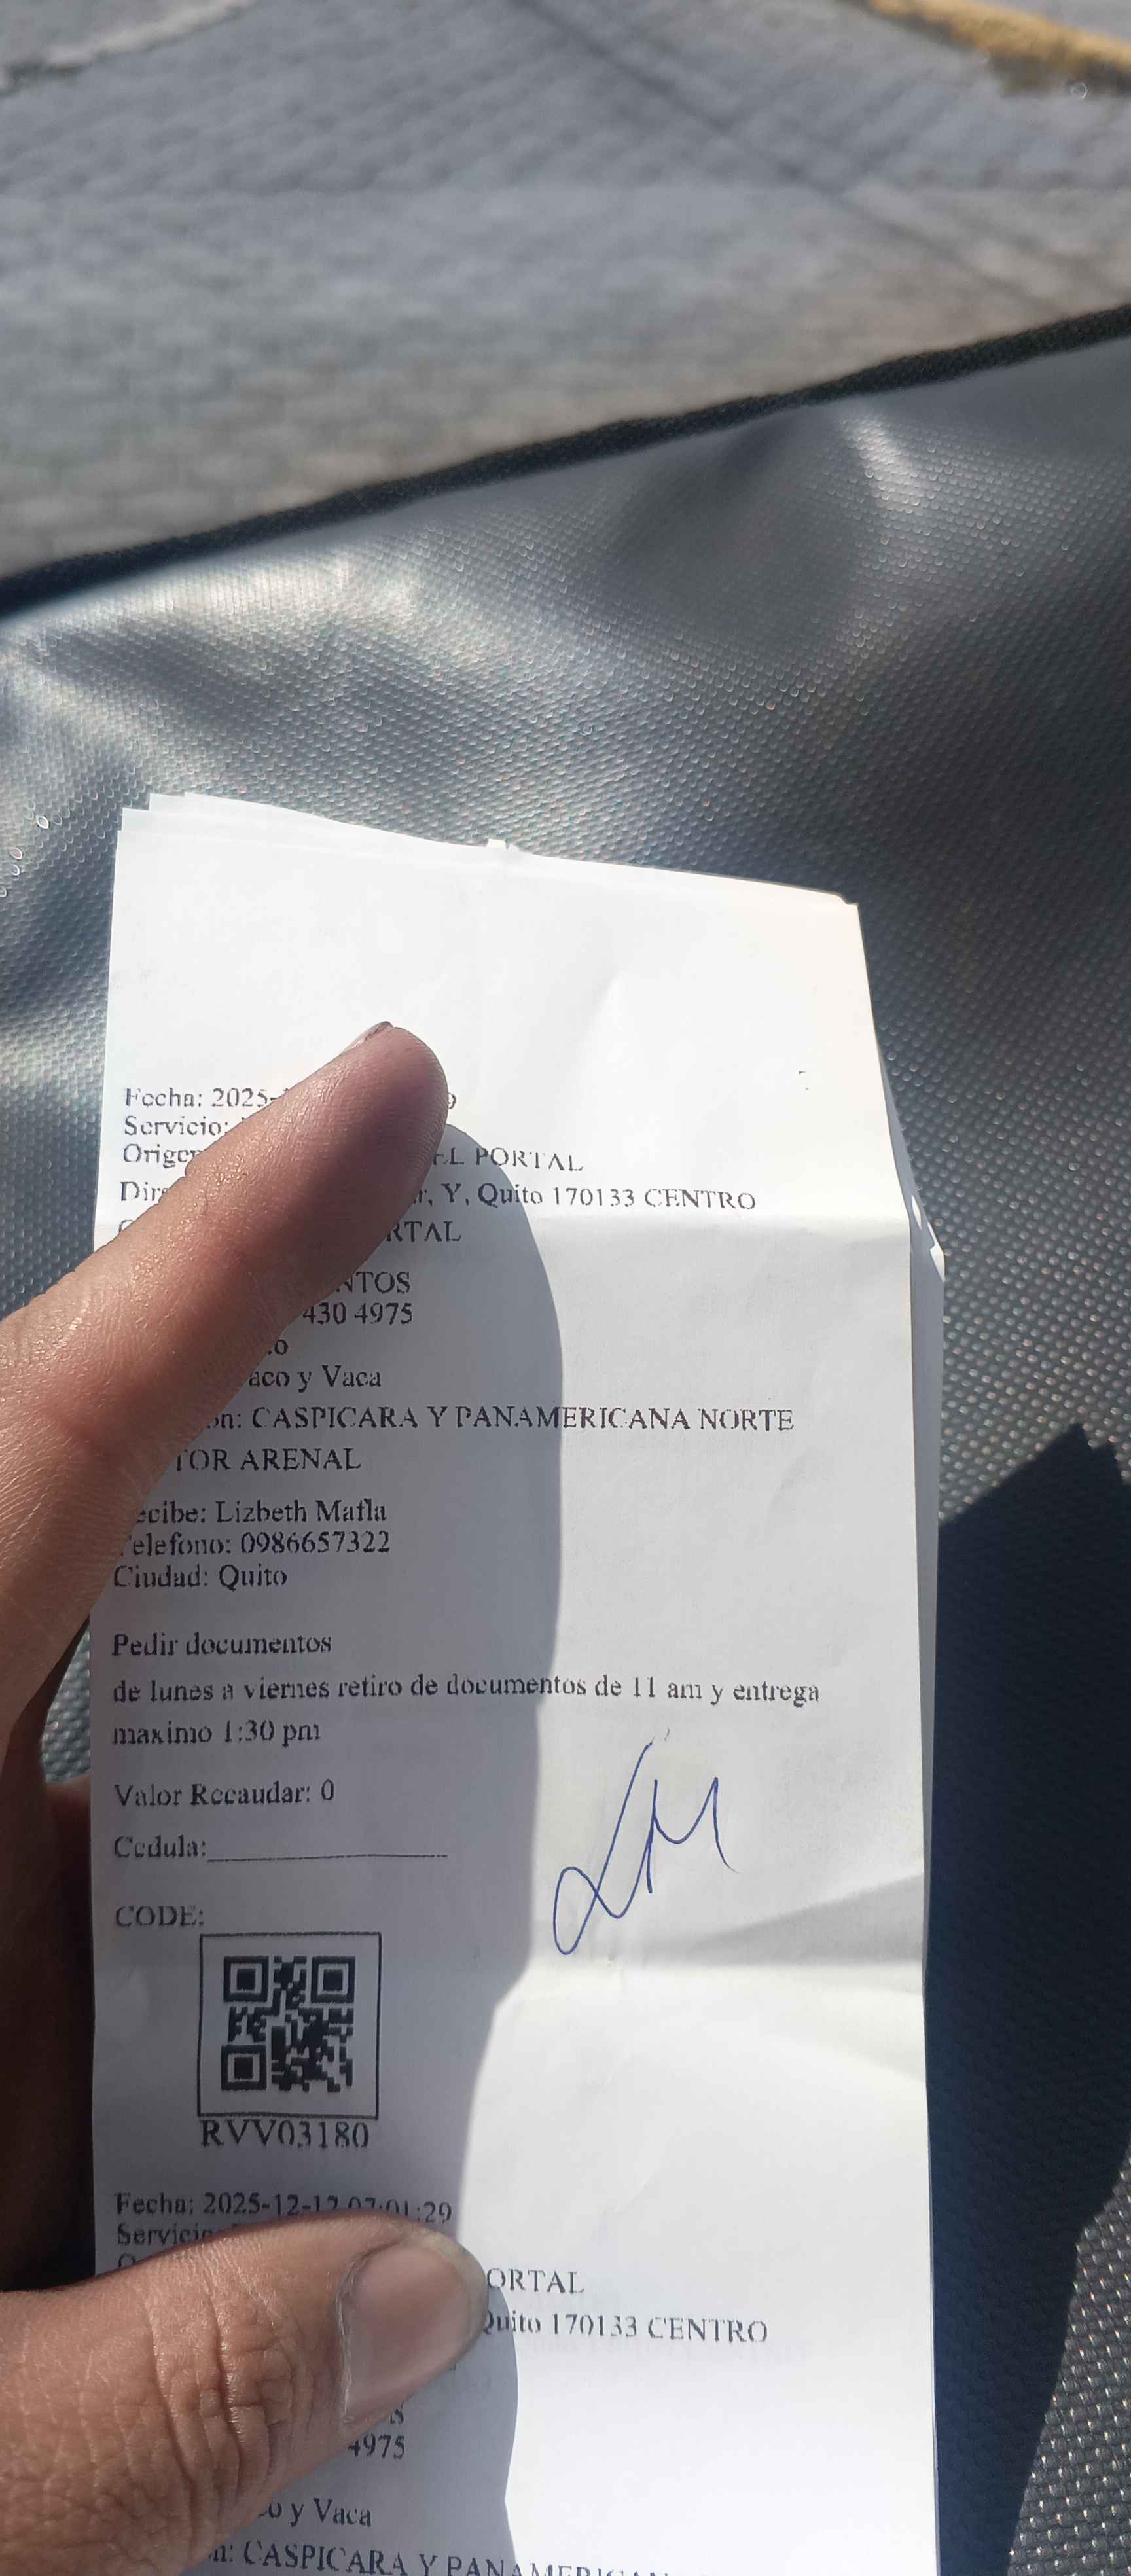 Fecha: 2025-
Servicio:
EL PORTAL
Y, Quito 170133 CENTRO
RTAL
NTOS
430 4975
aco y Vaca
CASPICARA Y PANAMERICANA NORTE
TOR ARENAL
ecibe: Lizbeth Mafla
elefono: 0986657322
Ciudad: Quito
Pedir documentos
de lunes a viernes retiro de documentos de 11 am y entrega
maximo 1:30 pm
Valor Recaudar: 0
Cedula:
LM
CODE:
RVV03180
Fecha: 2025-12-12 07:01:29
Servicio
ORTAL
Quito 170133 CENTRO
4975
o y Vaca
CASPICARA Y PANAMERICAN